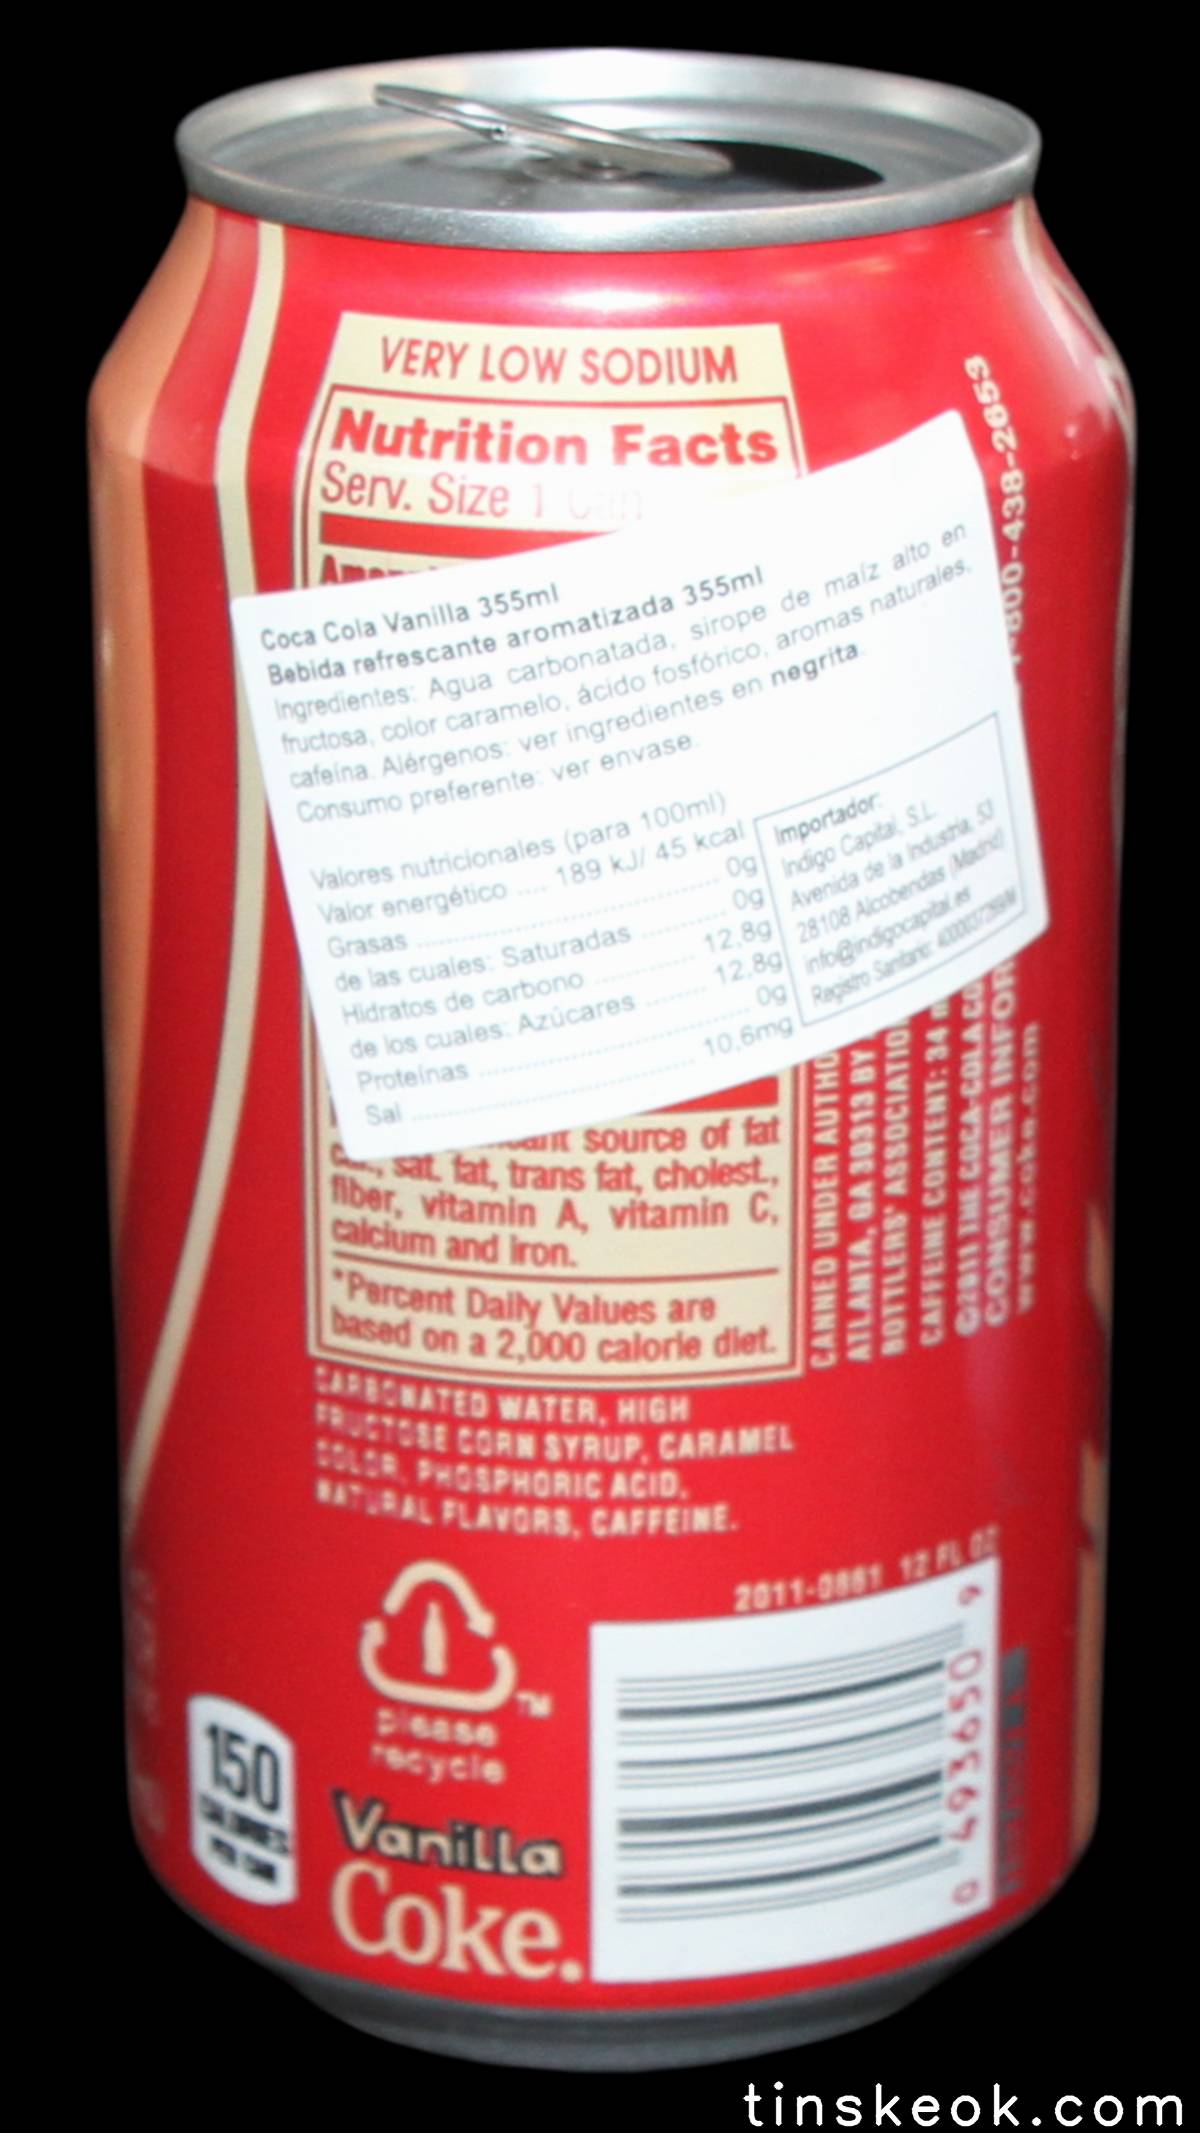 VERY LOW SODIUM
Nutrition Facts
Serv. Size 1 Can
Coca Cola Vanilla 355ml
Bebida refrescante aromatizada 355ml
Ingredientes: Agua carbonatada, sirope de maíz alto en
fructosa, color caramelo, ácido fosfórico, aromas naturales,
cafeína. Alérgenos: ver ingredientes en negrita.
Consumo preferente: ver envase.
Valores nutricionales (para 100ml)
Valor energético .... 189 kJ/ 45 kcal
Grasas 0g
de las cuales: Saturadas 0g
Hidratos de carbono 12,8g
de los cuales: Azúcares 12,8g
Proteínas 0g
Sal 10,6mg
Importador:
Indigo Capital, S.L.
Avenida de la Industria, 53
28108 Alcobendas (Madrid)
info@indigocapital.es
Registro Sanitario:
source of fat
sat. fat, trans fat, cholest.,
fiber, vitamin A, vitamin C,
calcium and iron.
*Percent Daily Values are
based on a 2,000 calorie diet.
CARBONATED WATER, HIGH
FRUCTOSE CORN SYRUP, CARAMEL
COLOR, PHOSPHORIC ACID,
NATURAL FLAVORS, CAFFEINE.
CANNED UNDER
ATLANTA, GA 30313 BY
BOTTLERS' ASSOCIATIO
CAFFEINE CONTENT: 34
©2011 THE COCA-COLA CO
CONSUMER INFOR
800-438-2653
www.coke.com
2011-0861 12 FL OZ
0 493650 9
please
recycle
TM
150
CALORIES
PER CAN
Vanilla
Coke.
tinskeok.com